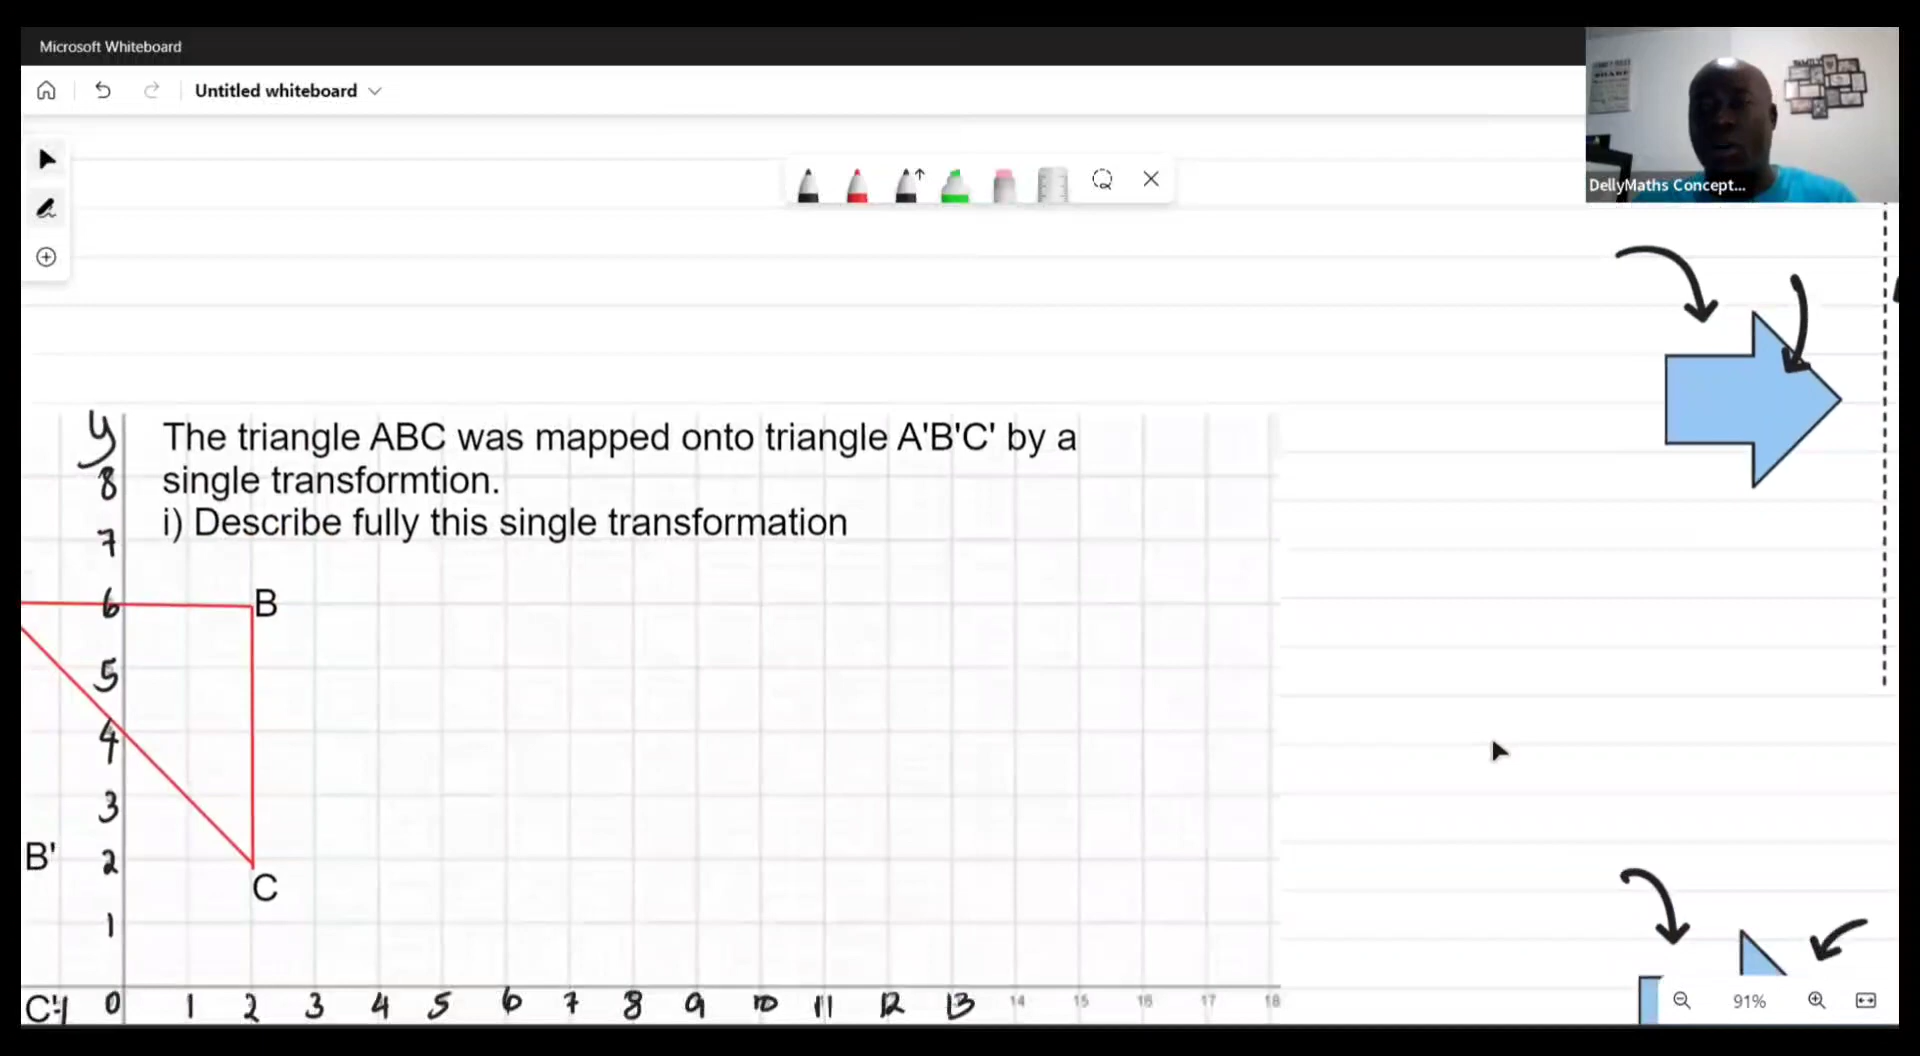 Microsoft Whiteboard
Untitled whiteboard
DellyMaths Concept...
y
The triangle ABC was mapped onto triangle A'B'C' by a
single transformtion.
i) Describe fully this single transformation
8
7
6
B
5
4
3
B'
2
C
1
C'
-1
0 1 2 3 4 5 6 7 8 9 10 11 12 13 14 15 16 17 18
91%